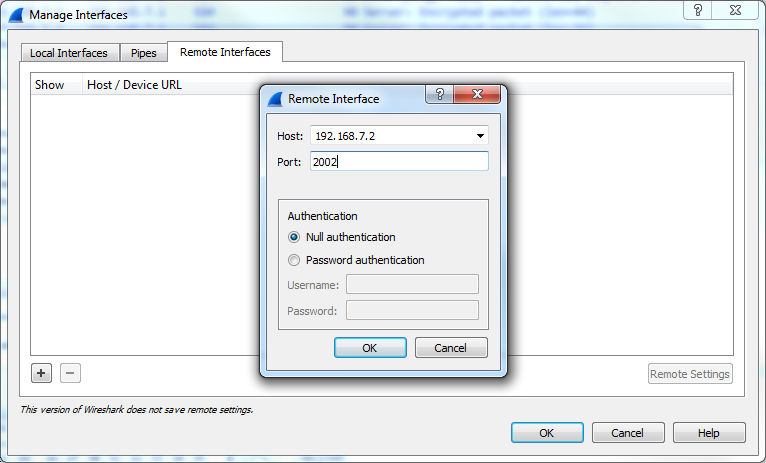 Manage Interfaces
Local Interfaces Pipes Remote Interfaces
Show Host / Device URL
Remote Interface
Host: 192.168.7.2
Port: 2002
Authentication
Null authentication
Password authentication
Username:
Password:
OK Cancel
+ − Remote Settings
This version of Wireshark does not save remote settings.
OK Cancel Help